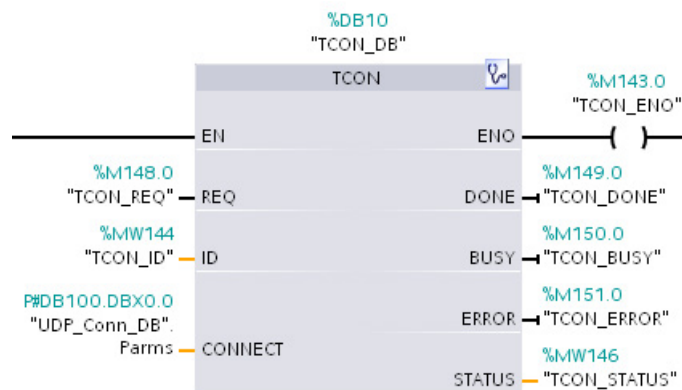 %DB10
"TCON_DB"
TCON
%M143.0
"TCON_ENO"
EN
ENO
%M148.0
"TCON_REQ"
REQ
DONE
%M149.0
"TCON_DONE"
%MW144
"TCON_ID"
ID
BUSY
%M150.0
"TCON_BUSY"
P#DB100.DBX0.0
"UDP_Conn_DB".
Parms
CONNECT
ERROR
%M151.0
"TCON_ERROR"
STATUS
%MW146
"TCON_STATUS"